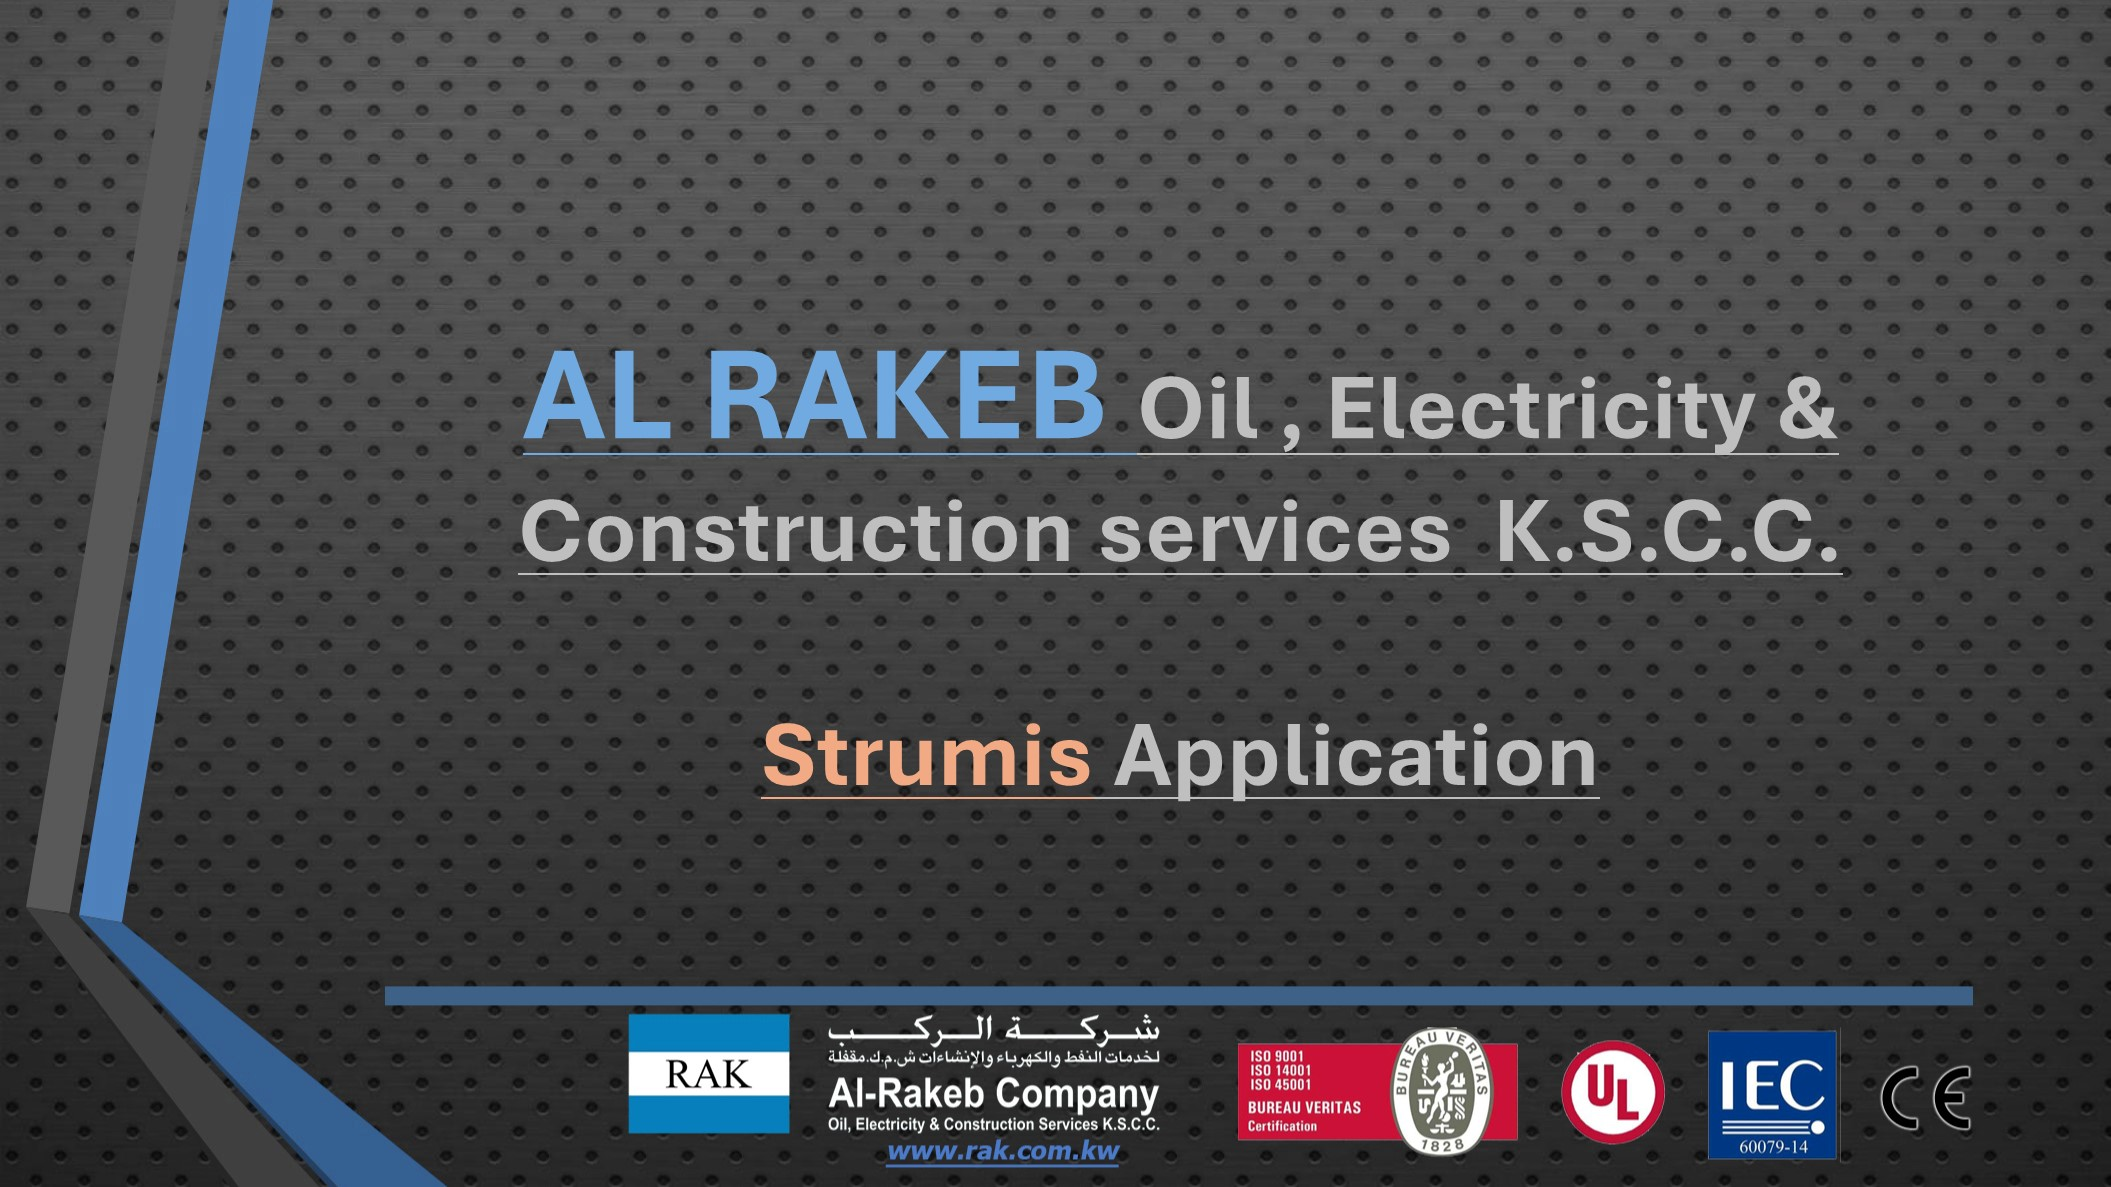 AL RAKEB Oil , Electricity &
Construction services K.S.C.C.
Strumis Application
RAK
شركة الركب
لخدمات النفط والكهرباء والإنشاءات ش.م.ك.مقفلة
Al-Rakeb Company
Oil, Electricity & Construction Services K.S.C.C.
www.rak.com.kw
ISO 9001
ISO 14001
ISO 45001
BUREAU VERITAS
Certification
BUREAU VERITAS
1828
UL
IEC
60079-14
CE